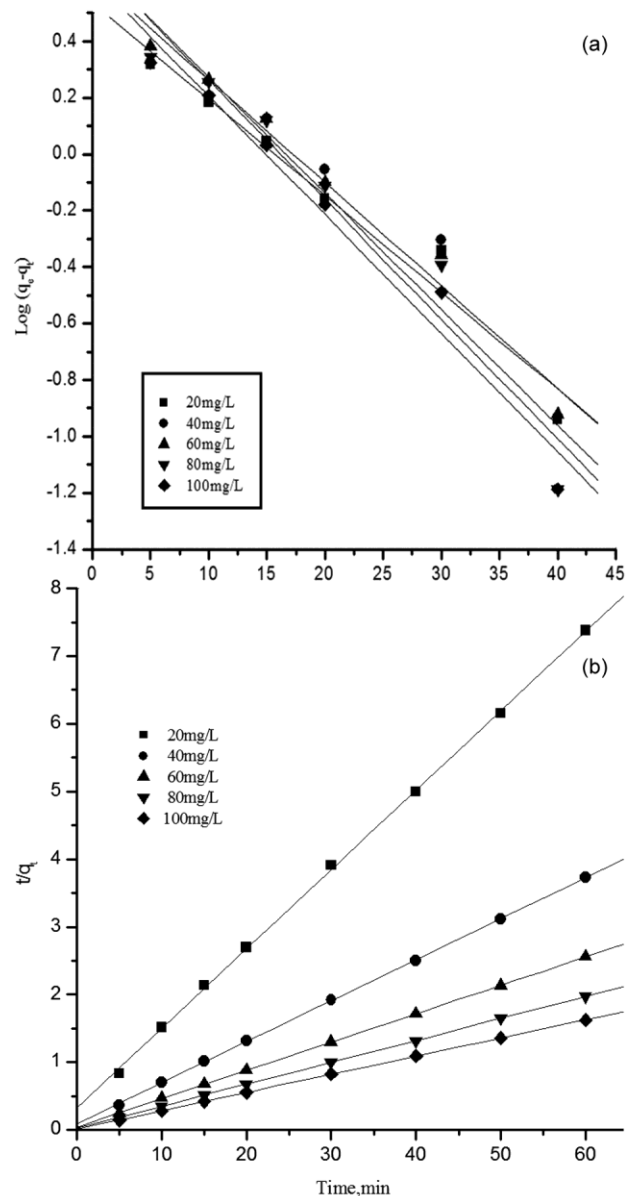 (a)
0.4
0.2
0.0
-0.2
-0.4
-0.6
-0.8
-1.0
-1.2
-1.4
Log (qe-qt)
20mg/L
40mg/L
60mg/L
80mg/L
100mg/L
0 5 10 15 20 25 30 35 40 45
(b)
8
7
6
5
4
3
2
1
0
t/qt
20mg/L
40mg/L
60mg/L
80mg/L
100mg/L
0 10 20 30 40 50 60
Time,min